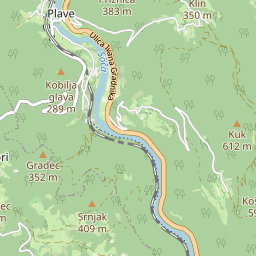 Prižnica
383 m
Klin
350 m
Plave
Ulica Ivana Gradnika
Soča
Kobilja
glava
289 m
Kuk
612 m
Gradec
352 m
Srnjak
409 m